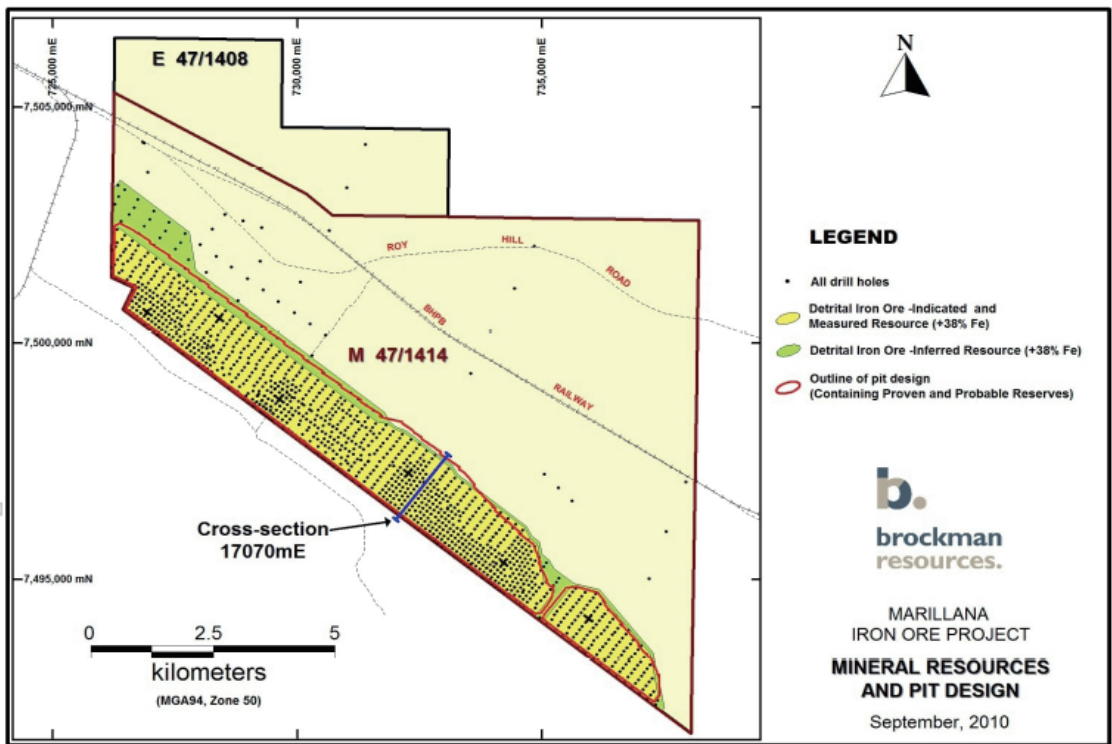 725,000 mE
730,000 mE
735,000 mE
E 47/1408
N
7,505,000 mN
ROY
HILL
ROAD
LEGEND
All drill holes
Detrital Iron Ore -Indicated and
Measured Resource (+38% Fe)
BHPB
7,500,000 mN
Detrital Iron Ore -Inferred Resource (+38% Fe)
M 47/1414
RAILWAY
Outline of pit design
(Containing Proven and Probable Reserves)
b.
Cross-section
17070mE
brockman
resources.
7,495,000 mN
MARILLANA
IRON ORE PROJECT
0 2.5 5
kilometers
(MGA94, Zone 50)
MINERAL RESOURCES
AND PIT DESIGN
September, 2010